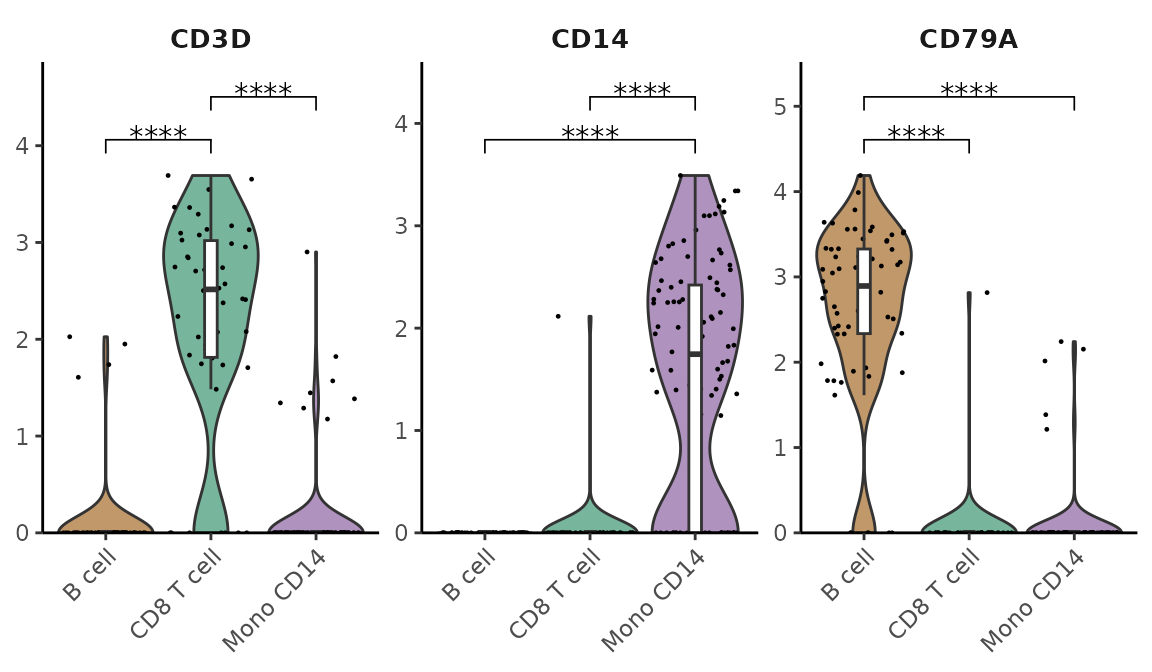 CD3D
CD14
CD79A
**** **** ****
**** **** ****
4
3
2
1
0
4
3
2
1
0
5
4
3
2
1
0
B cell
CD8 T cell
Mono CD14
B cell
CD8 T cell
Mono CD14
B cell
CD8 T cell
Mono CD14